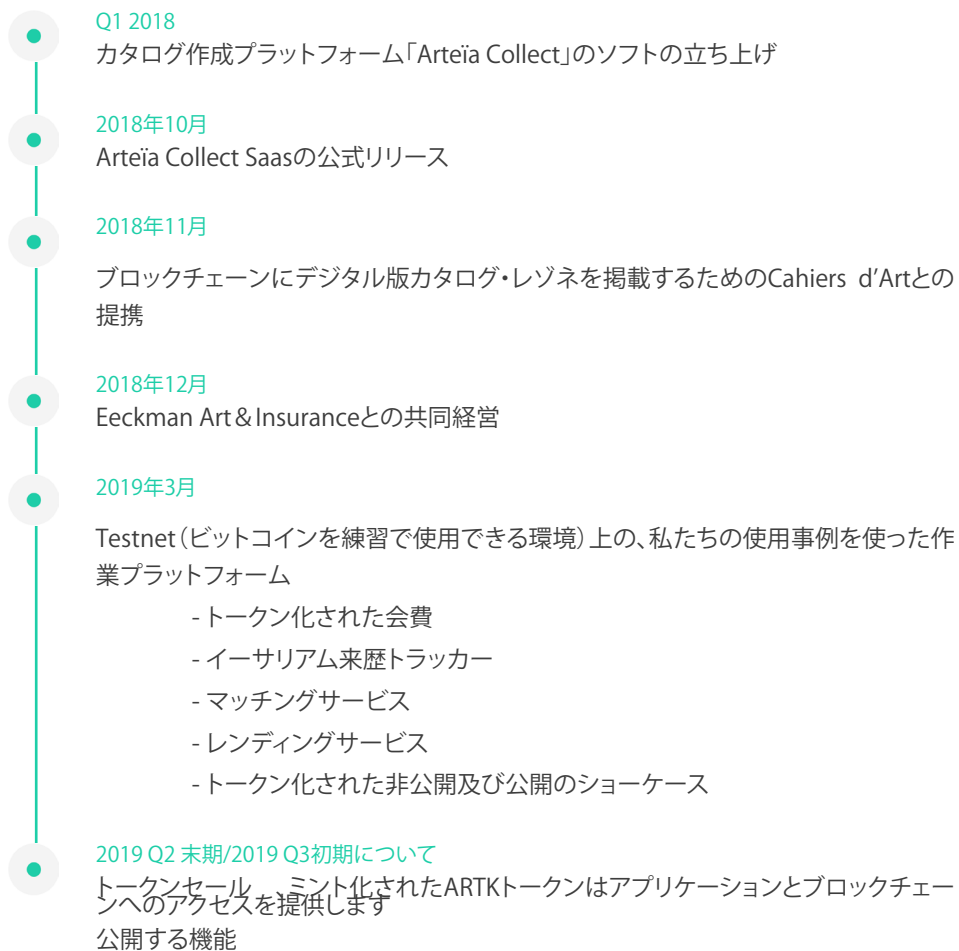 Q1 2018
カタログ作成プラットフォーム「Arteïa Collect」のソフトの立ち上げ
2018年10月
Arteïa Collect Saasの公式リリース
2018年11月
ブロックチェーンにデジタル版カタログ・レゾネを掲載するためのCahiers d’Artとの
提携
2018年12月
Eeckman Art＆Insuranceとの共同経営
2019年3月
Testnet（ビットコインを練習で使用できる環境）上の、私たちの使用事例を使った作
業プラットフォーム
- トークン化された会費
- イーサリアム来歴トラッカー
- マッチングサービス
- レンディングサービス
- トークン化された非公開及び公開のショーケース
2019 Q2 末期/2019 Q3初期について
トークンセール　、ミント化されたARTKトークンはアプリケーションとブロックチェー
ンへのアクセスを提供します
公開する機能